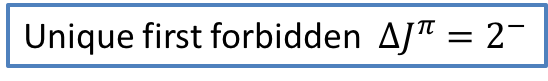 Unique first forbidden ΔJ^π = 2⁻